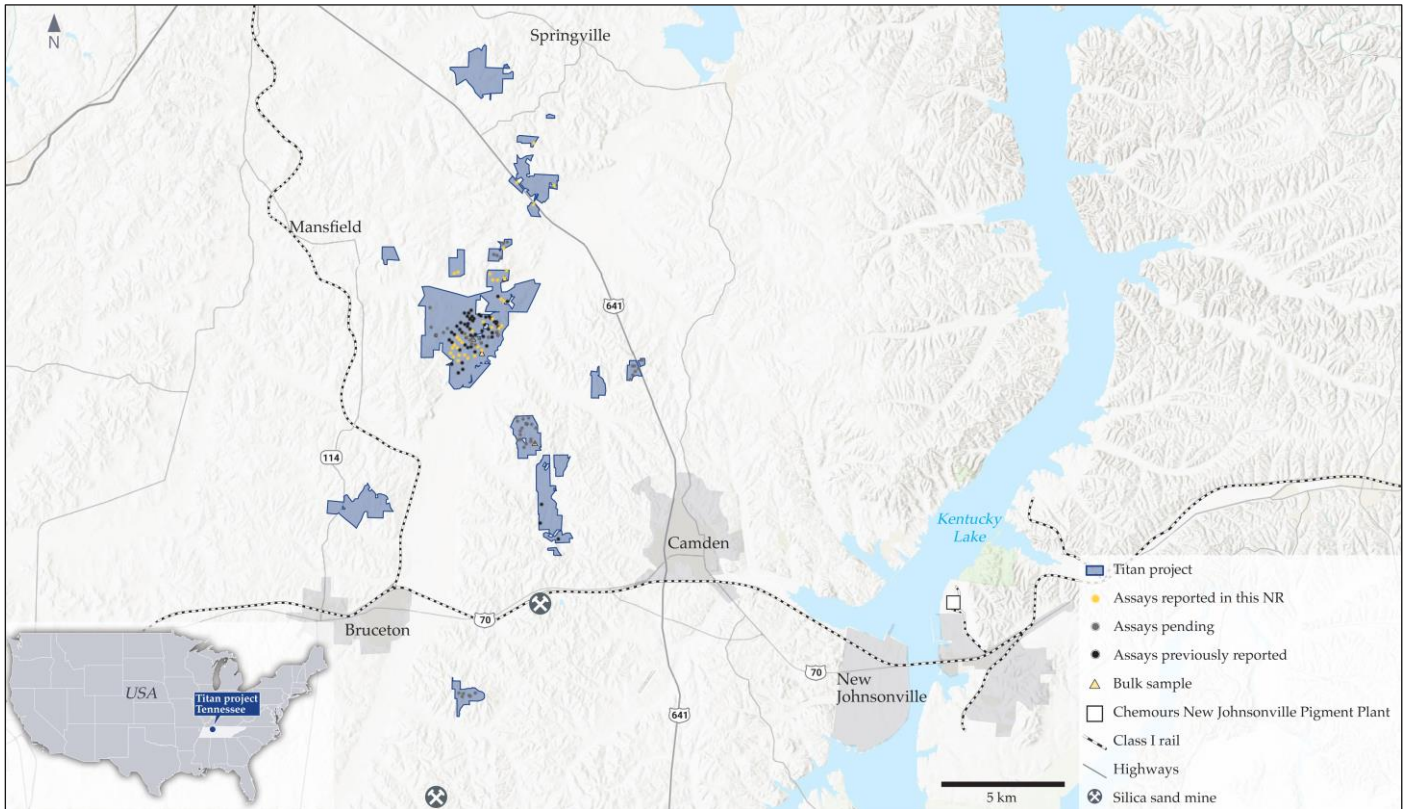 N
Springville
Mansfield
641
114
Kentucky
Lake
Camden
Bruceton
70
70
New
Johnsonville
641
USA
Titan project
Tennessee
Titan project
Assays reported in this NR
Assays pending
Assays previously reported
Bulk sample
Chemours New Johnsonville Pigment Plant
Class I rail
Highways
Silica sand mine
5 km